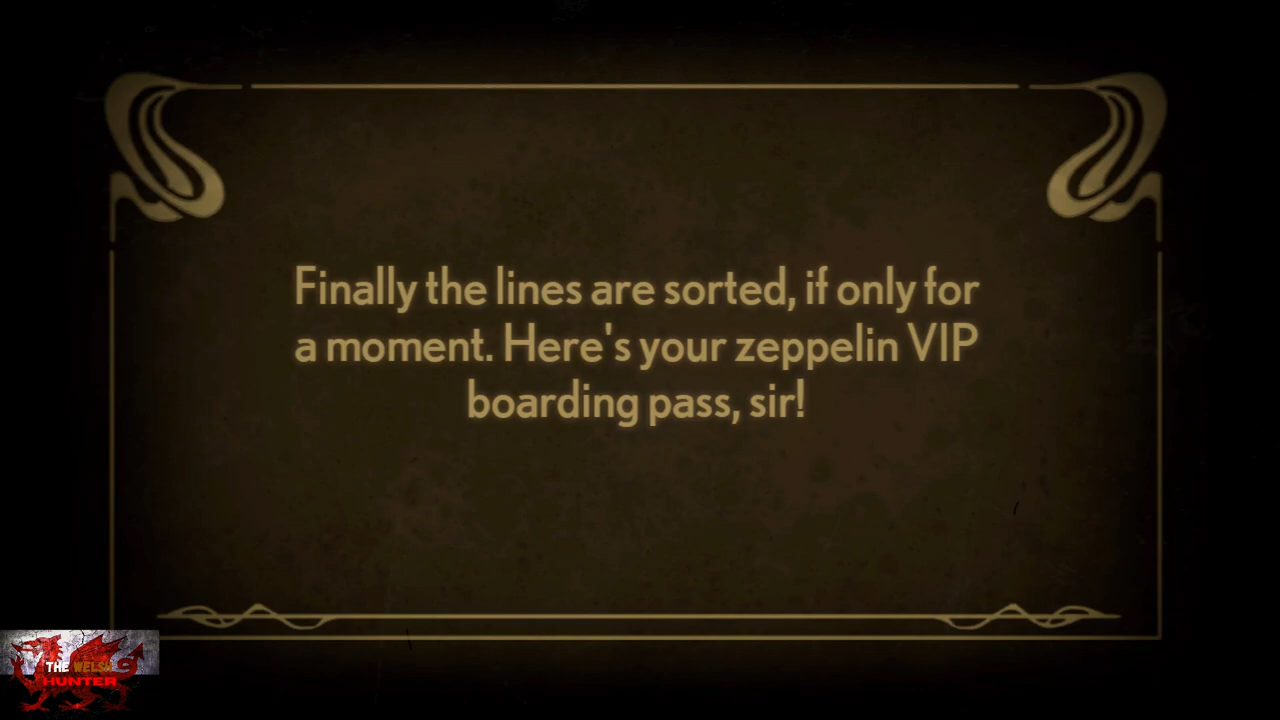 Finally the lines are sorted, if only for
a moment. Here's your zeppelin VIP
boarding pass, sir!
THE WELSH
HUNTER